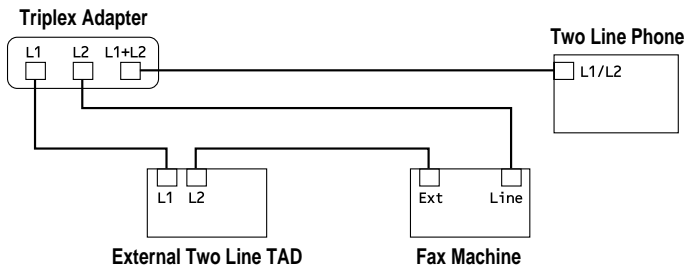 Triplex Adapter
L1 L2 L1+L2
Two Line Phone
L1/L2
L1 L2
Ext Line
External Two Line TAD
Fax Machine